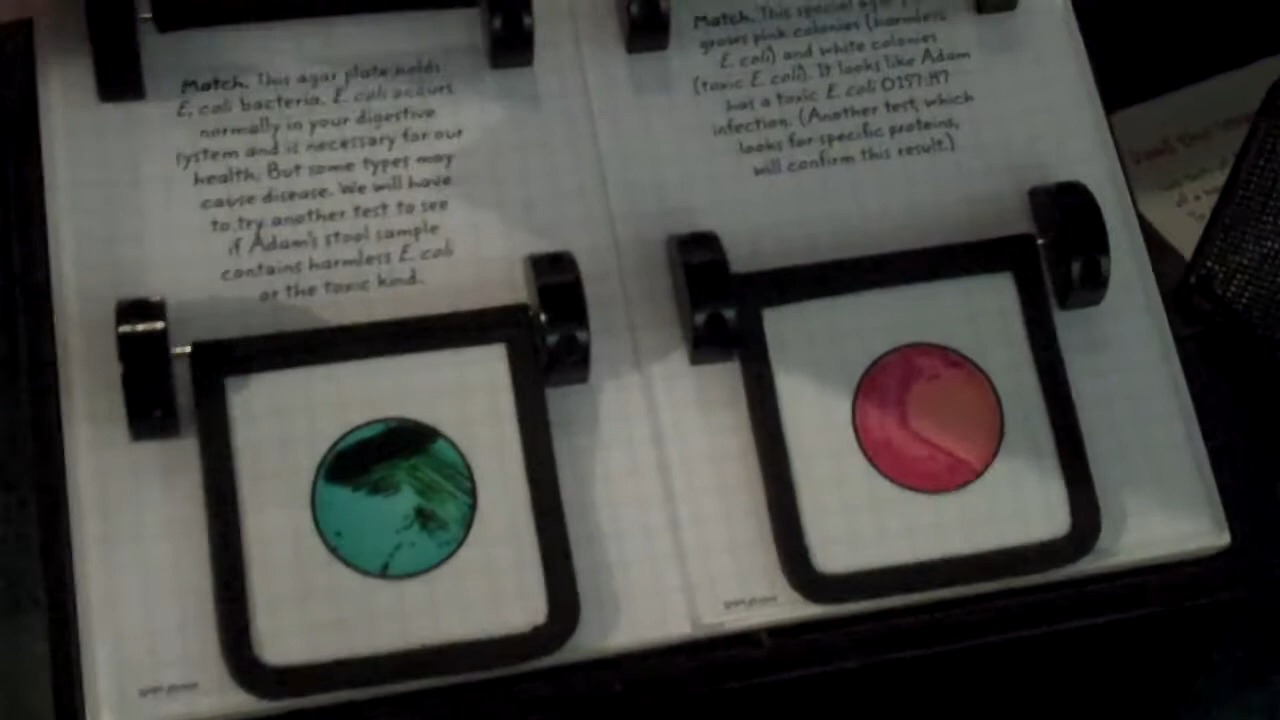 Match. This agar plate holds
E. coli bacteria. E. coli occurs
normally in your digestive
system and is necessary for our
health. But some types may
cause disease. We will have
to try another test to see
if Adam's stool sample
contains harmless E. coli
or the toxic kind.
Match. This special agar
grows pink colonies (harmless
E. coli) and white colonies
(toxic E. coli). It looks like Adam
has a toxic E. coli O157:H7
infection. (Another test, which
looks for specific proteins,
will confirm this result.)